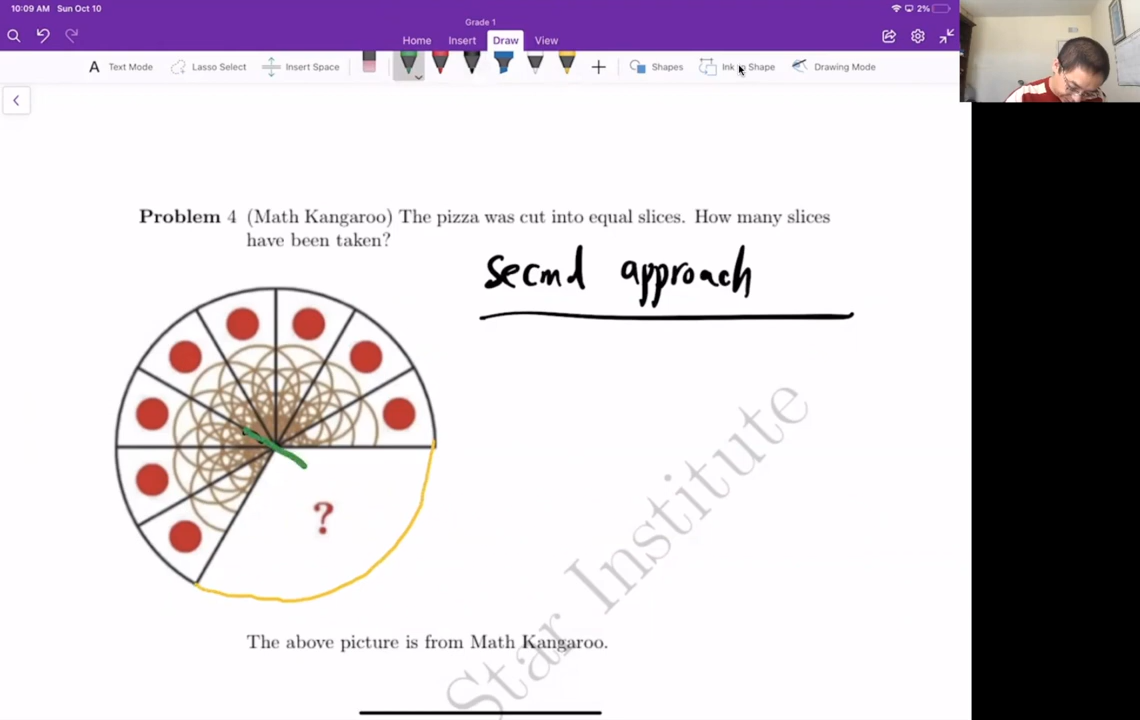 10:09 AM Sun Oct 10
2%
Grade 1
Home Insert Draw View
A Text Mode Lasso Select Insert Space Shapes Ink to Shape Drawing Mode
Problem 4 (Math Kangaroo) The pizza was cut into equal slices. How many slices
have been taken?
second approach
?
The above picture is from Math Kangaroo.
Star Institute